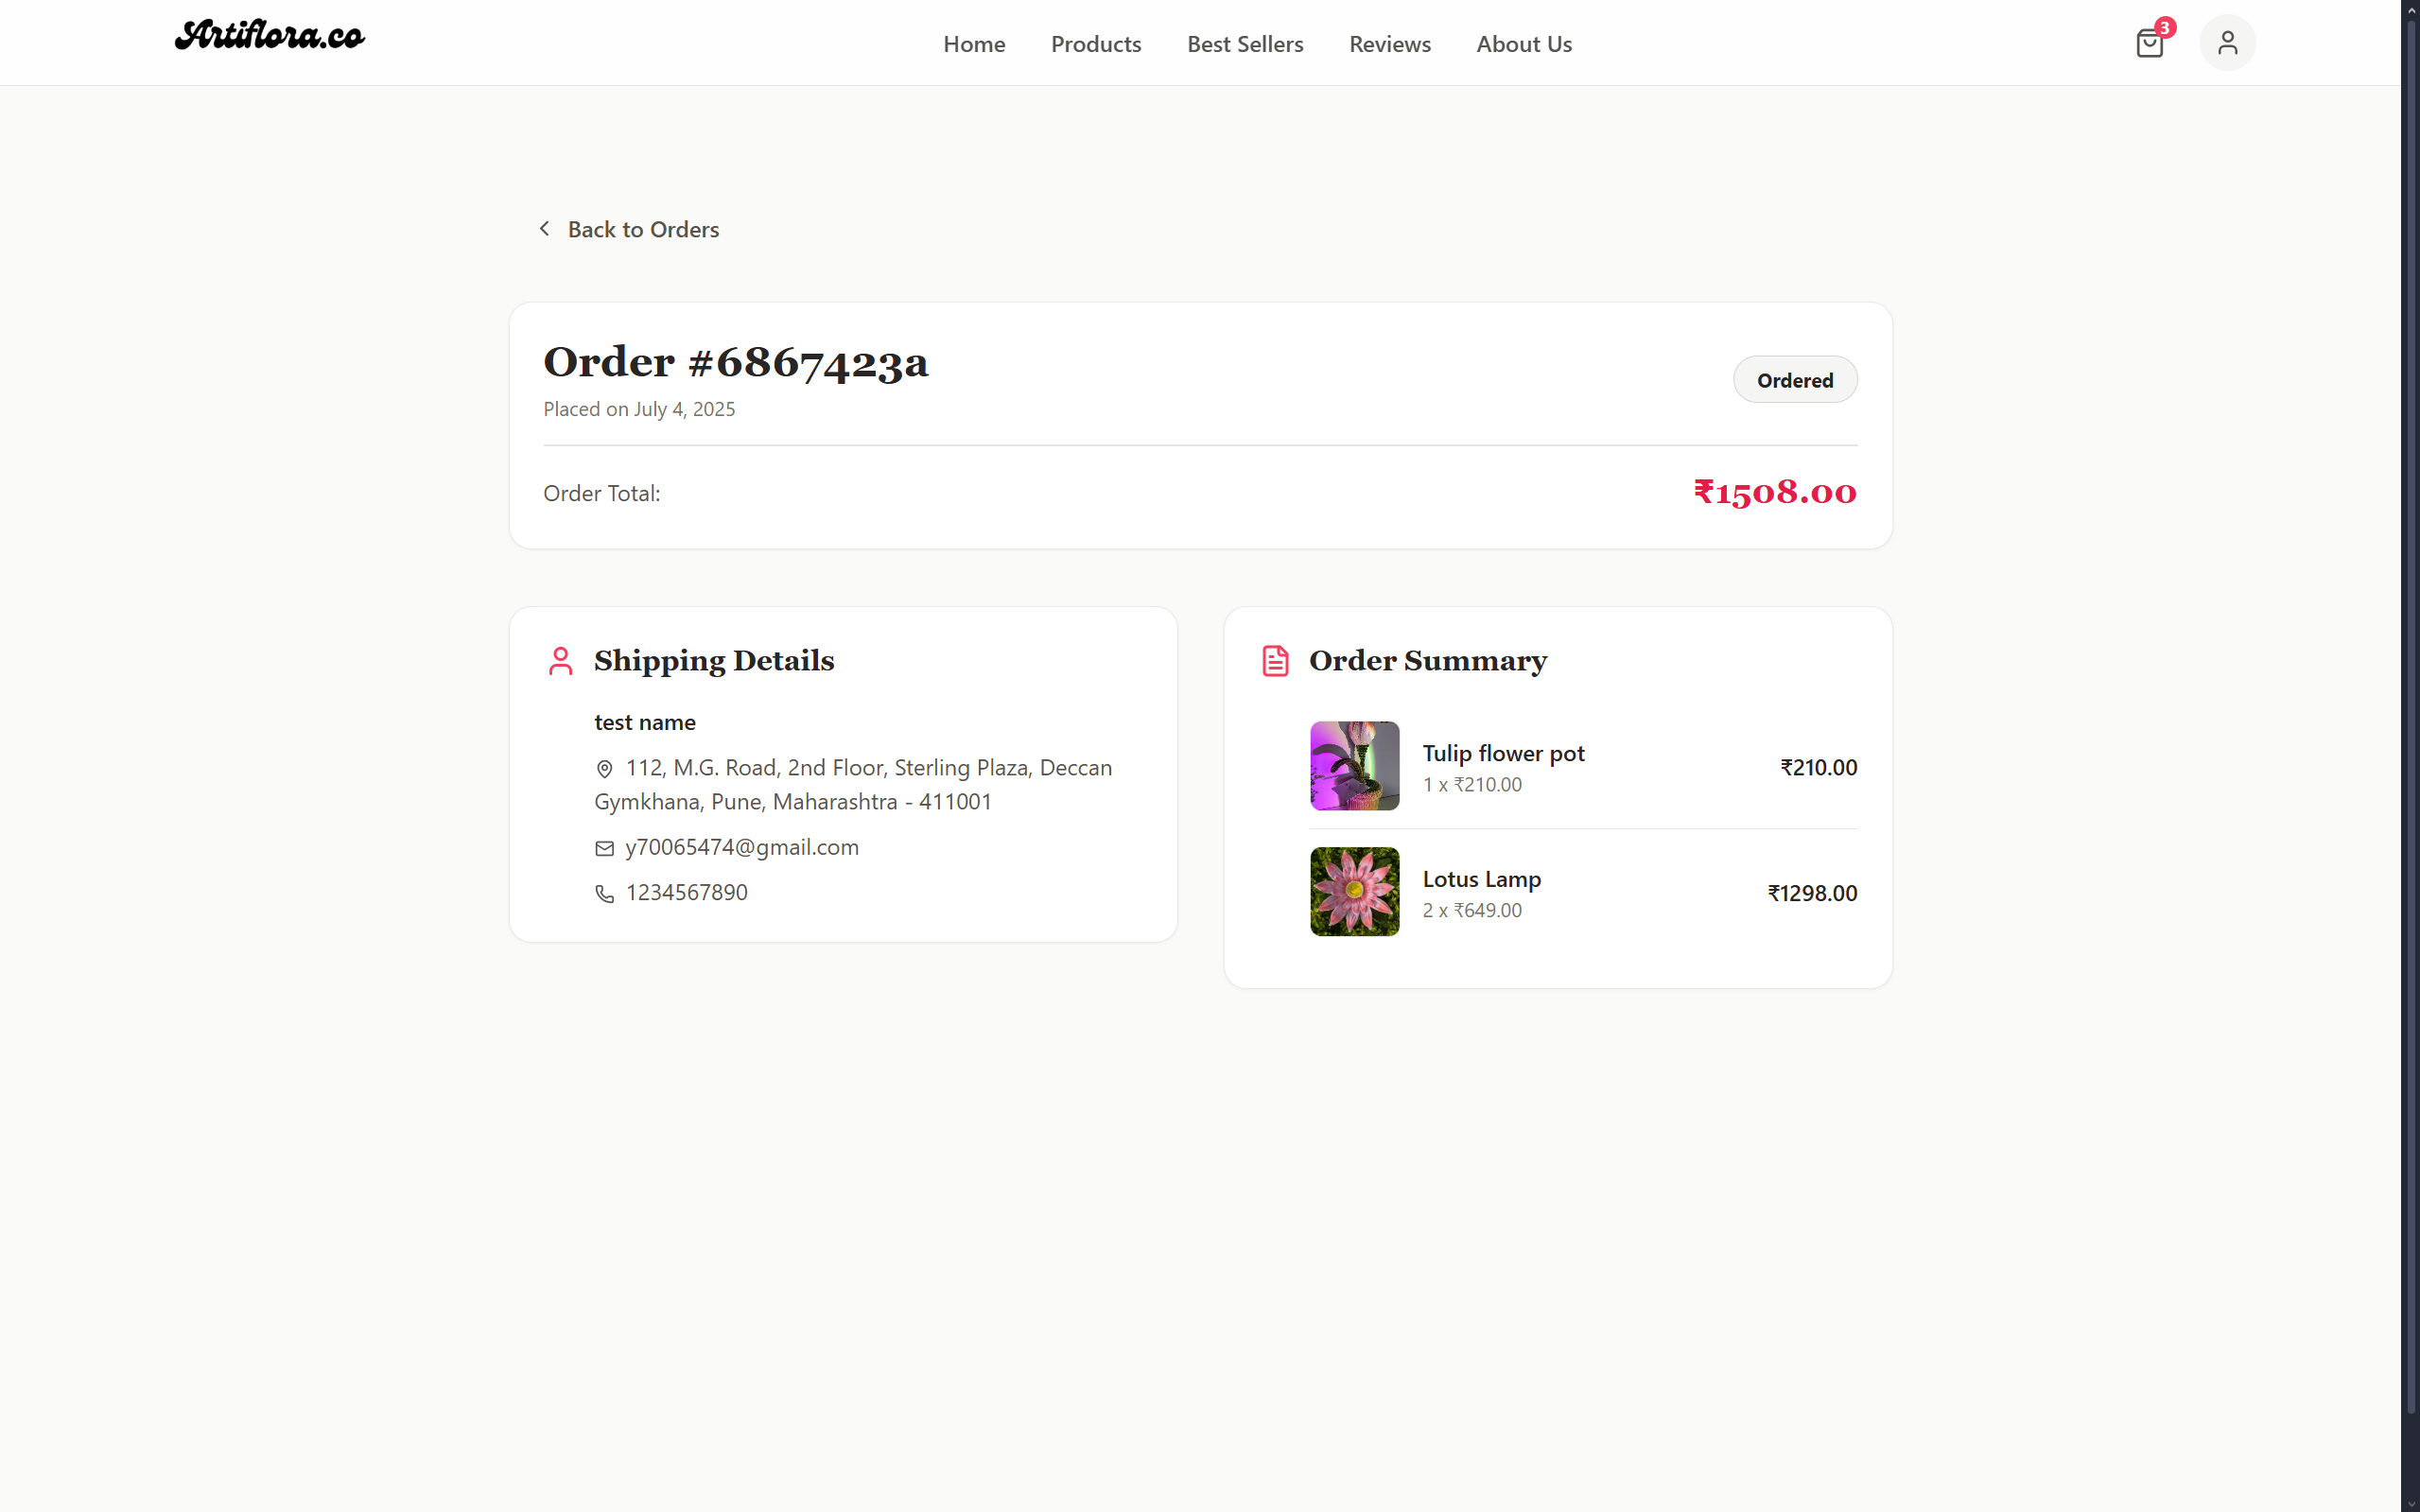 Artiflora.co
Home
Products
Best Sellers
Reviews
About Us
3
Back to Orders
Order #6867423a
Ordered
Placed on July 4, 2025
Order Total:
₹1508.00
Shipping Details
test name
112, M.G. Road, 2nd Floor, Sterling Plaza, Deccan
Gymkhana, Pune, Maharashtra - 411001
y70065474@gmail.com
1234567890
Order Summary
Tulip flower pot
1 x ₹210.00
₹210.00
Lotus Lamp
2 x ₹649.00
₹1298.00